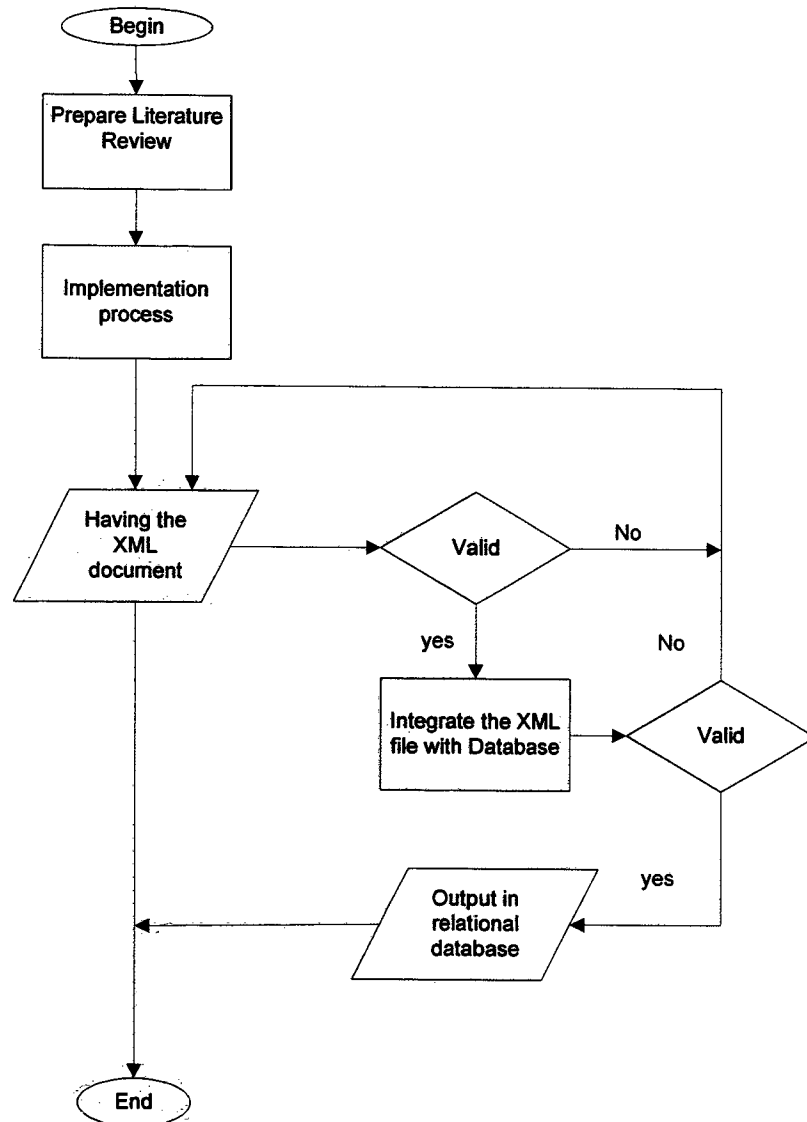 Begin
Prepare Literature
Review
Implementation
process
Having the
XML
document
Valid
No
yes
No
Integrate the XML
file with Database
Valid
yes
Output in
relational
database
End